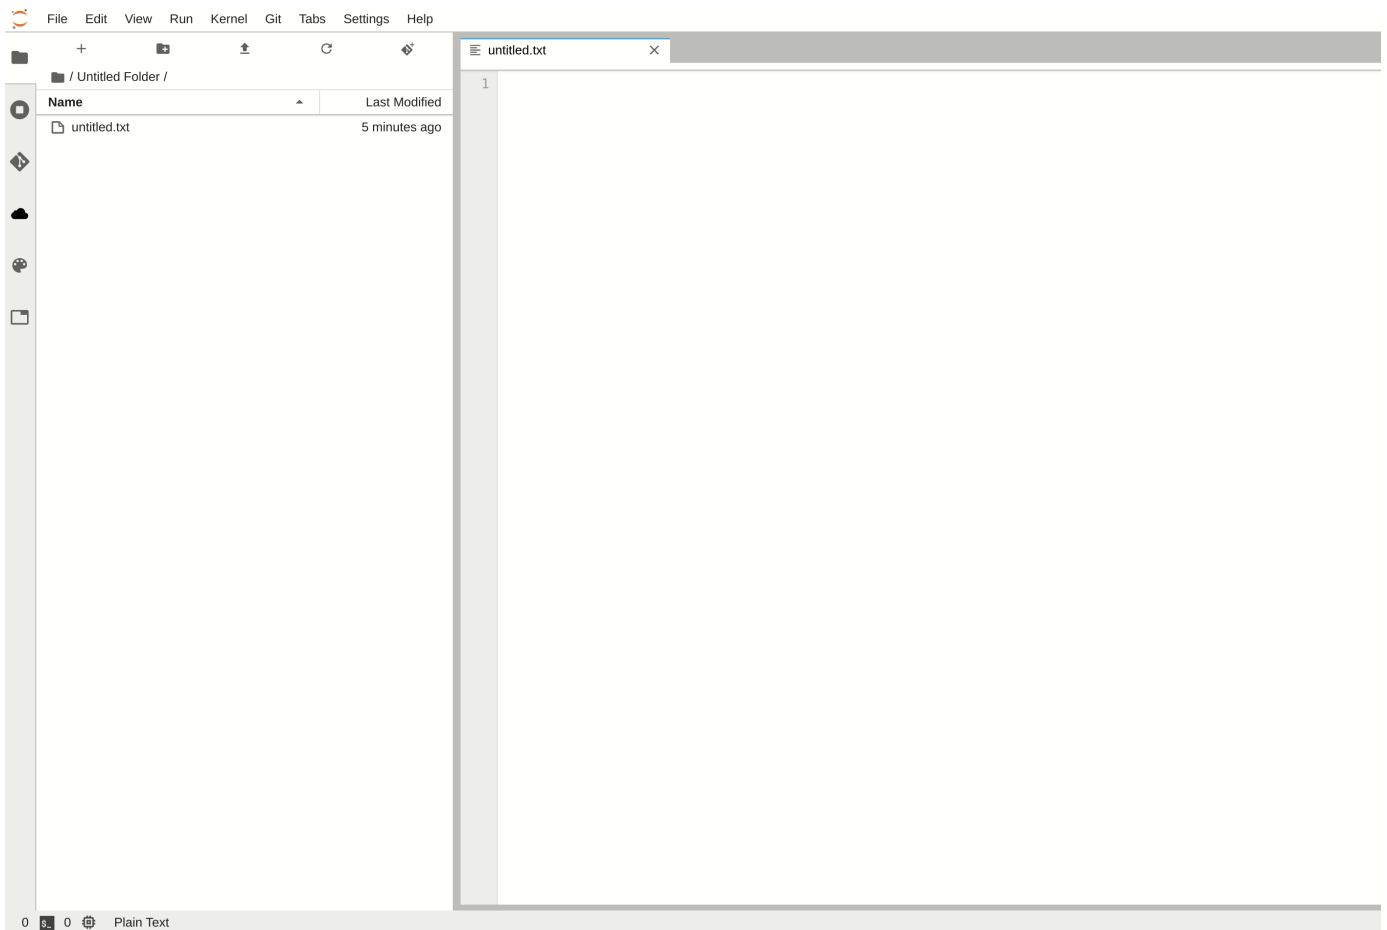 File Edit View Run Kernel Git Tabs Settings Help
untitled.txt
/ Untitled Folder /
Name Last Modified
untitled.txt 5 minutes ago
1
0 $_ 0 Plain Text